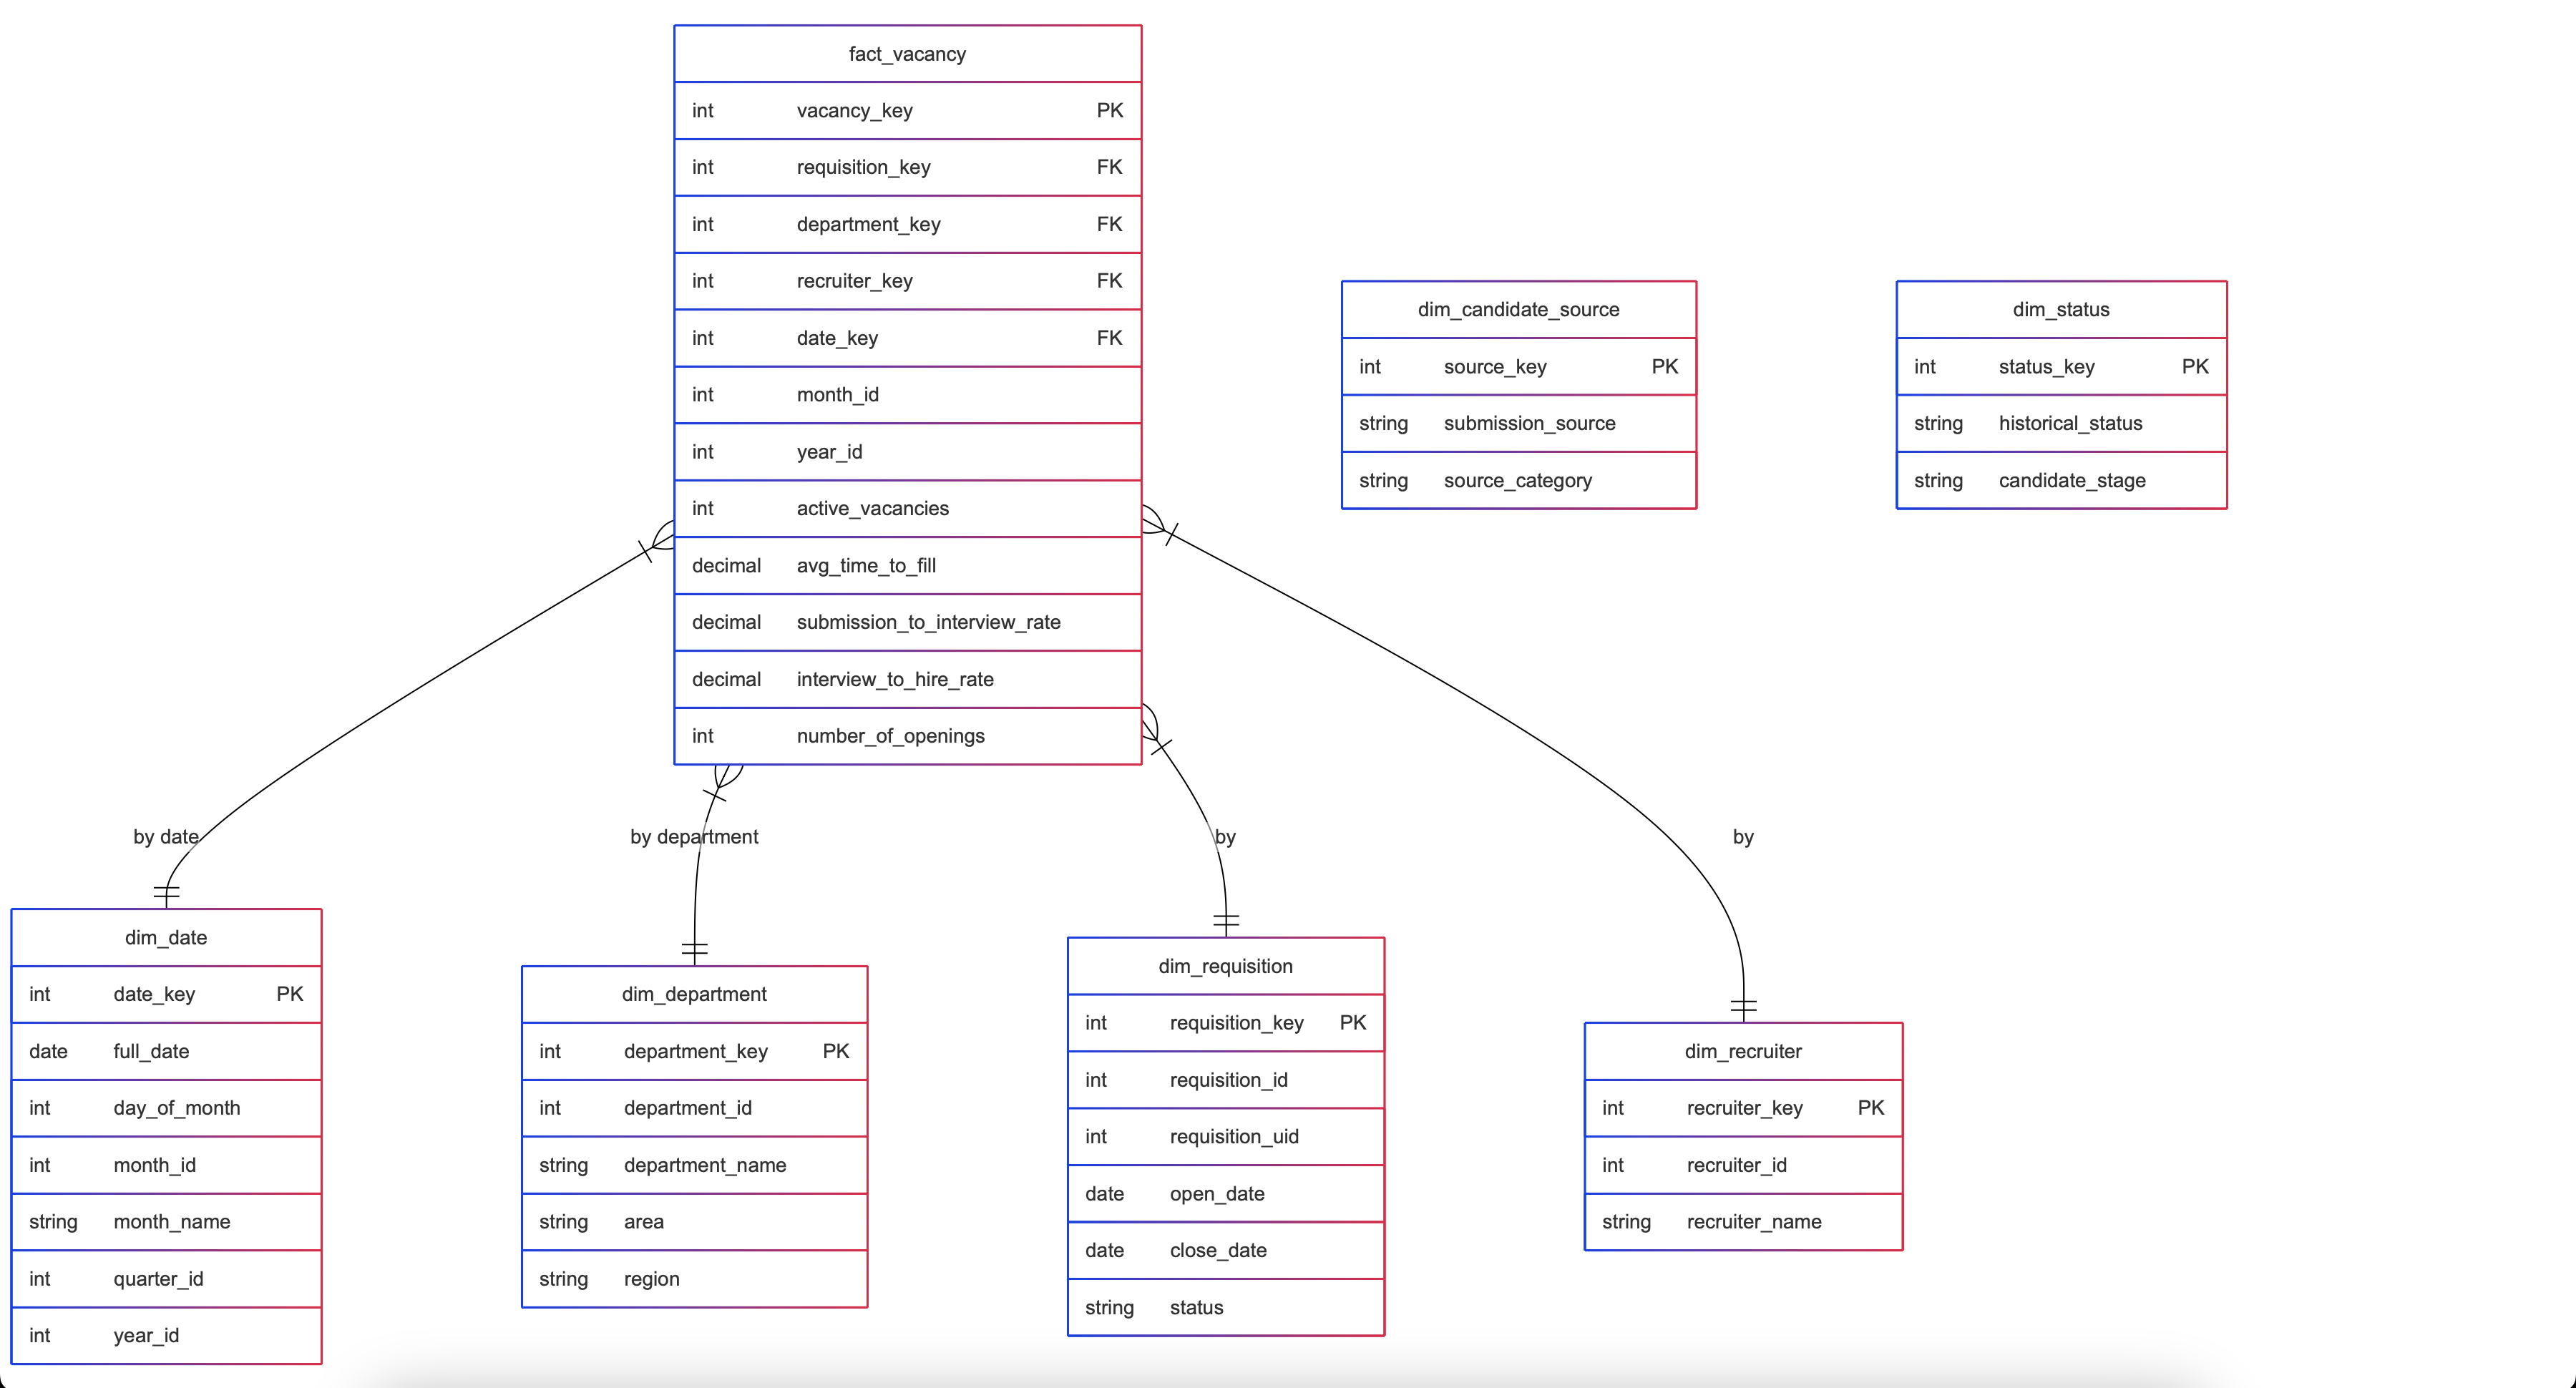 fact_vacancy
int vacancy_key PK
int requisition_key FK
int department_key FK
int recruiter_key FK
int date_key FK
int month_id
int year_id
int active_vacancies
decimal avg_time_to_fill
decimal submission_to_interview_rate
decimal interview_to_hire_rate
int number_of_openings
dim_candidate_source
int source_key PK
string submission_source
string source_category
dim_status
int status_key PK
string historical_status
string candidate_stage
by date
by department
by
by
dim_date
int date_key PK
date full_date
int day_of_month
int month_id
string month_name
int quarter_id
int year_id
dim_department
int department_key PK
int department_id
string department_name
string area
string region
dim_requisition
int requisition_key PK
int requisition_id
int requisition_uid
date open_date
date close_date
string status
dim_recruiter
int recruiter_key PK
int recruiter_id
string recruiter_name